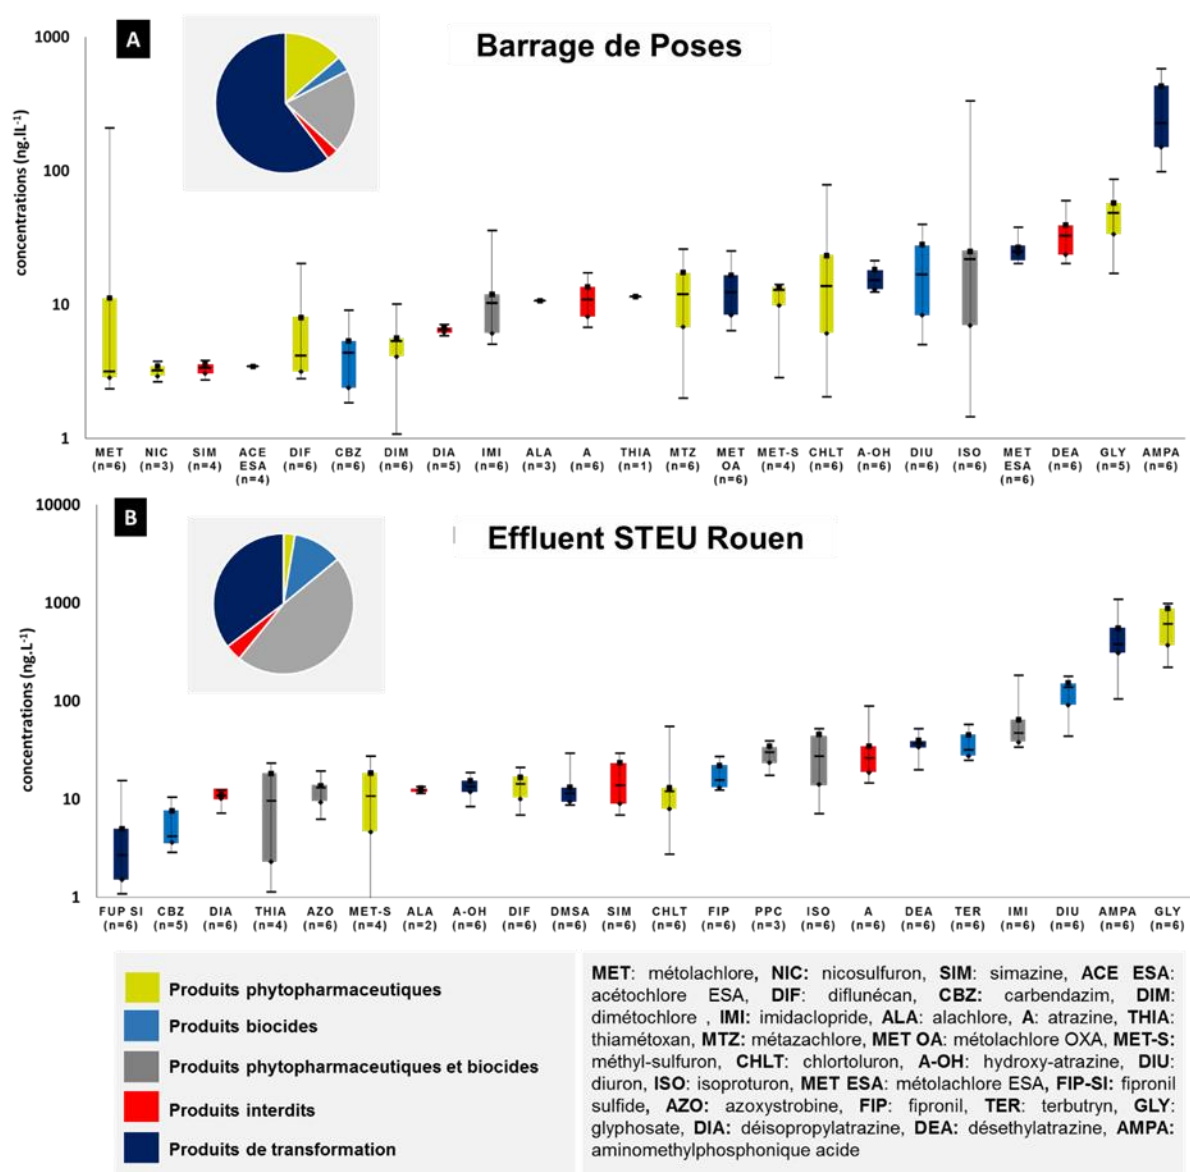 A
Barrage de Poses
concentrations (ng.lL-1)
1000
100
10
1
MET (n=6) NIC (n=3) SIM (n=4) ACE ESA (n=4) DIF (n=6) CBZ (n=6) DIM (n=6) DIA (n=5) IMI (n=6) ALA (n=3) A (n=6) THIA (n=1) MTZ (n=6) MET OA (n=6) MET-S (n=4) CHLT (n=6) A-OH (n=6) DIU (n=6) ISO (n=6) MET ESA (n=6) DEA (n=6) GLY (n=5) AMPA (n=6)
B
Effluent STEU Rouen
concentrations (ng.L-1)
10000
1000
100
10
1
FUP SI (n=6) CBZ (n=5) DIA (n=6) THIA (n=4) AZO (n=6) MET-S (n=4) ALA (n=2) A-OH (n=6) DIF (n=6) DMSA (n=6) SIM (n=6) CHLT (n=6) FIP (n=6) PPC (n=3) ISO (n=6) A (n=6) DEA (n=6) TER (n=6) IMI (n=6) DIU (n=6) AMPA (n=6) GLY (n=6)
Produits phytopharmaceutiques
Produits biocides
Produits phytopharmaceutiques et biocides
Produits interdits
Produits de transformation
MET: métolachlore, NIC: nicosulfuron, SIM: simazine, ACE ESA:
acétochlore ESA, DIF: diflunécan, CBZ: carbendazim, DIM:
dimétochlore , IMI: imidaclopride, ALA: alachlore, A: atrazine, THIA:
thiamétoxan, MTZ: métazachlore, MET OA: métolachlore OXA, MET-S:
méthyl-sulfuron, CHLT: chlortoluron, A-OH: hydroxy-atrazine, DIU:
diuron, ISO: isoproturon, MET ESA: métolachlore ESA, FIP-SI: fipronil
sulfide, AZO: azoxystrobine, FIP: fipronil, TER: terbutryn, GLY:
glyphosate, DIA: déisopropylatrazine, DEA: désethylatrazine, AMPA:
aminomethylphosphonique acide